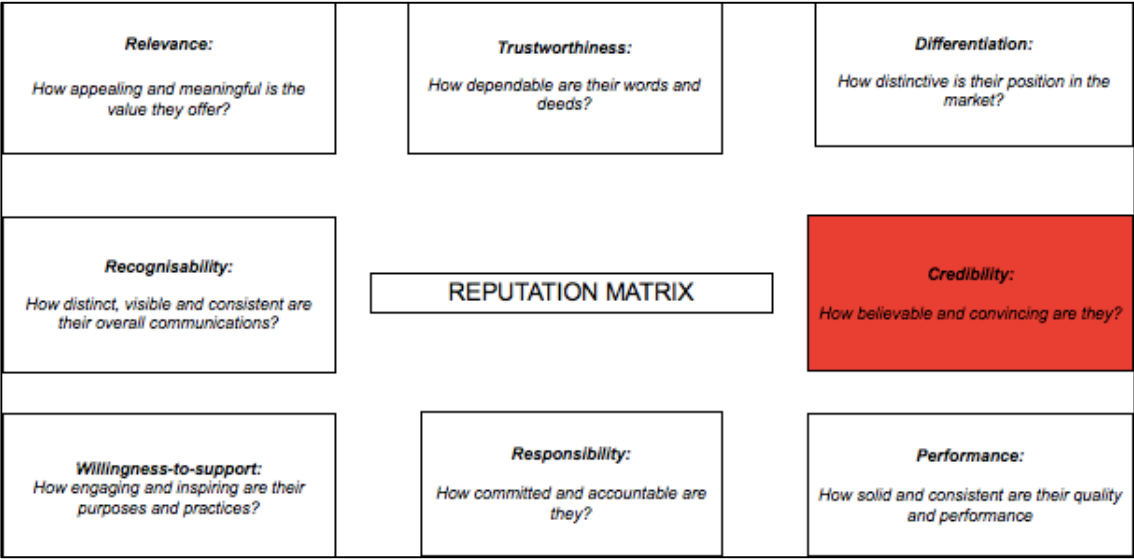 Relevance:
How appealing and meaningful is the
value they offer?
Trustworthiness:
How dependable are their words and
deeds?
Differentiation:
How distinctive is their position in the
market?
Recognisability:
How distinct, visible and consistent are
their overall communications?
REPUTATION MATRIX
Credibility:
How believable and convincing are they?
Willingness-to-support:
How engaging and inspiring are their
purposes and practices?
Responsibility:
How committed and accountable are
they?
Performance:
How solid and consistent are their quality
and performance